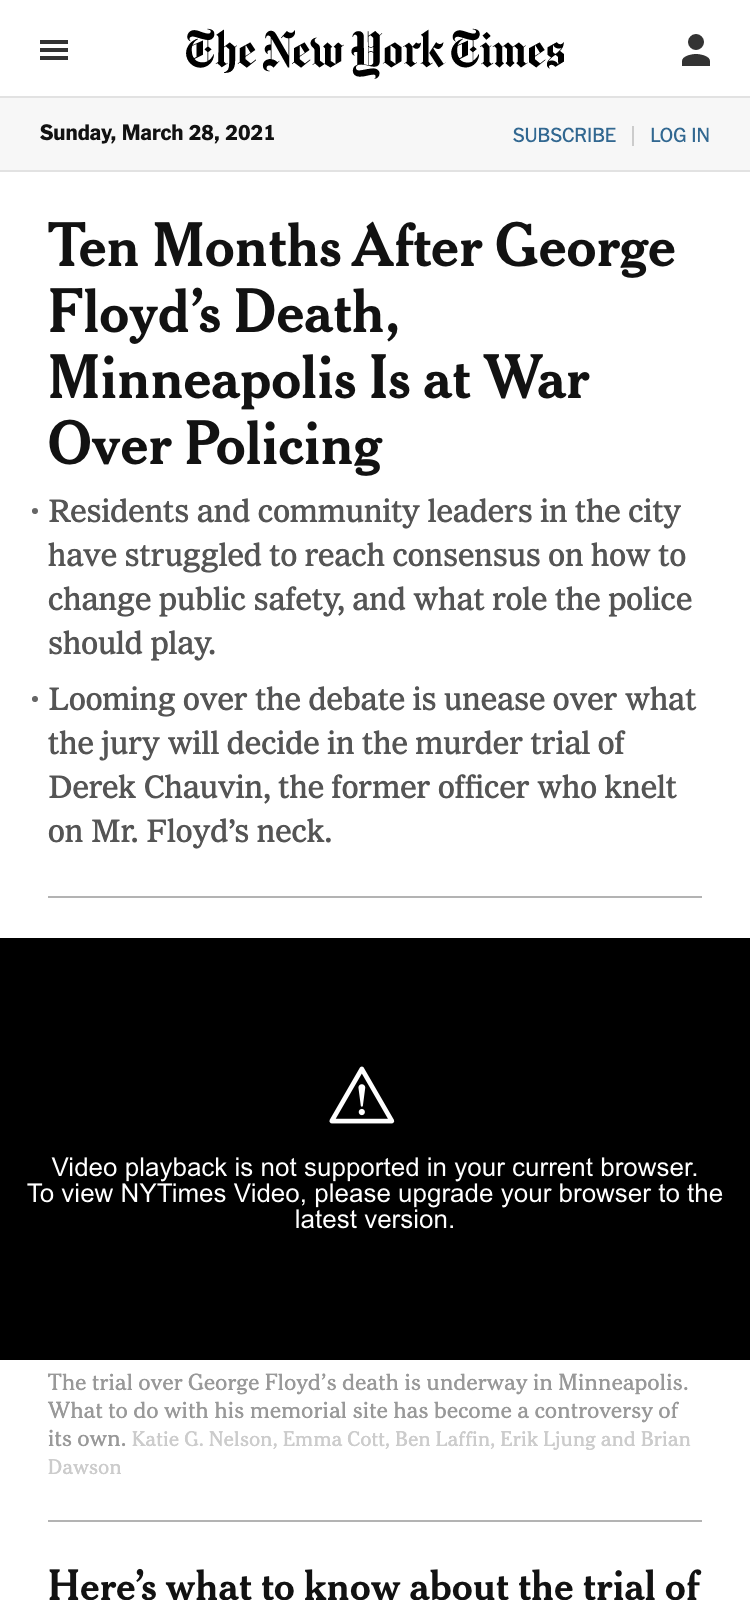 The New York Times
Sunday, March 28, 2021
SUBSCRIBE | LOG IN
Ten Months After George
Floyd’s Death,
Minneapolis Is at War
Over Policing
• Residents and community leaders in the city
have struggled to reach consensus on how to
change public safety, and what role the police
should play.
• Looming over the debate is unease over what
the jury will decide in the murder trial of
Derek Chauvin, the former officer who knelt
on Mr. Floyd’s neck.
Video playback is not supported in your current browser.
To view NYTimes Video, please upgrade your browser to the
latest version.
The trial over George Floyd’s death is underway in Minneapolis.
What to do with his memorial site has become a controversy of
its own. Katie G. Nelson, Emma Cott, Ben Laffin, Erik Ljung and Brian
Dawson
Here’s what to know about the trial of